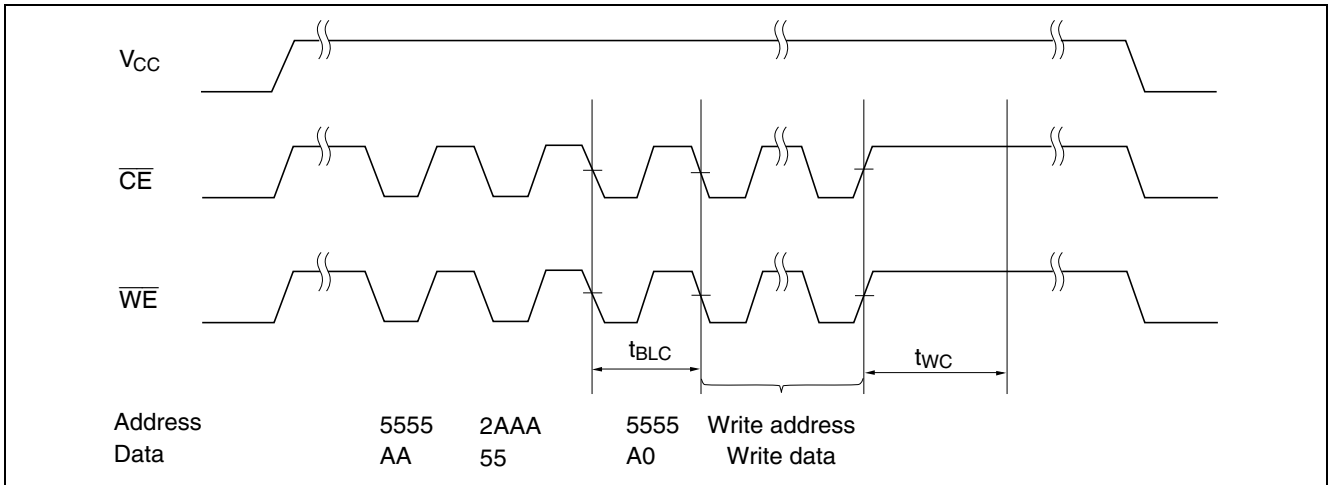 VCC
CE
WE
tBLC
tWC
Address 5555 2AAA 5555 Write address
Data AA 55 A0 Write data